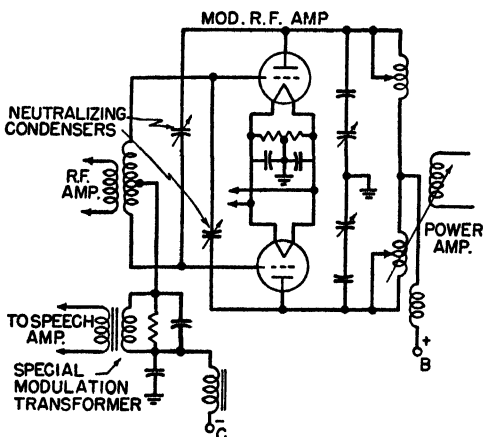 MOD. R.F. AMP
NEUTRALIZING
CONDENSERS
R.F.
AMP.
POWER
AMP.
TO SPEECH
AMP.
SPECIAL
MODULATION
TRANSFORMER
+
B
–
C